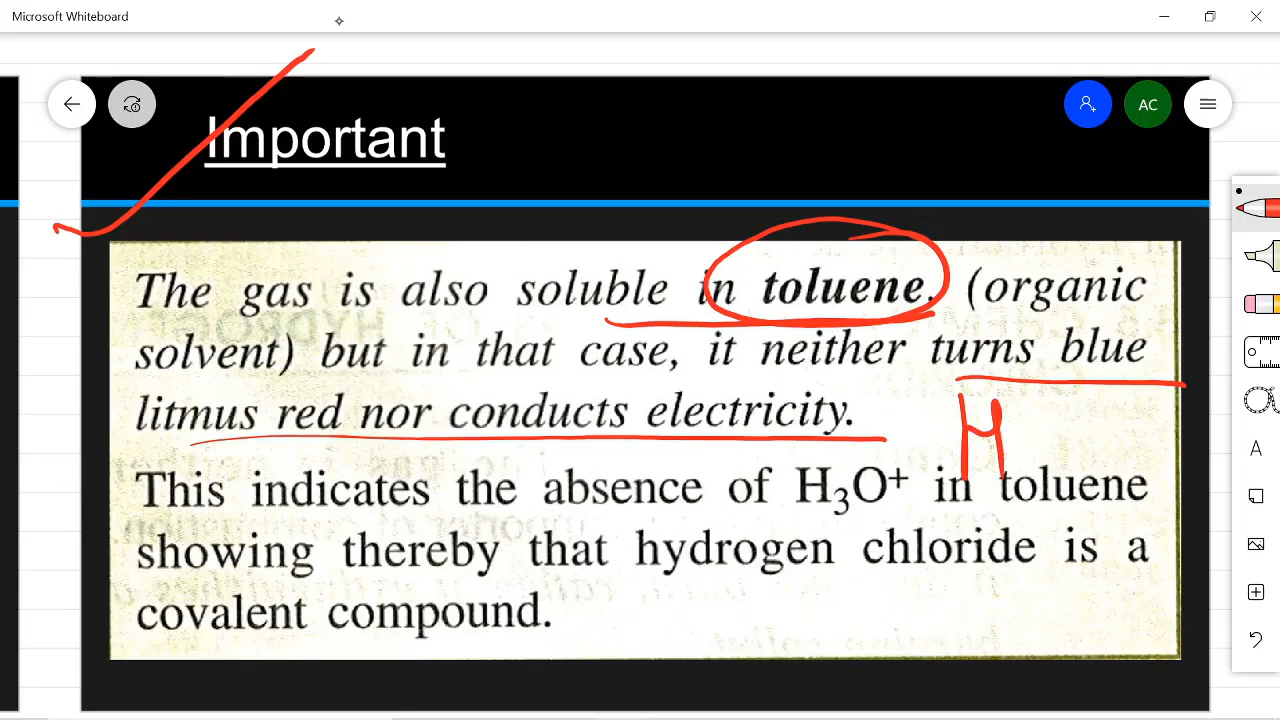 Microsoft Whiteboard
Important
AC
The gas is also soluble in toluene. (organic
solvent) but in that case, it neither turns blue
litmus red nor conducts electricity.
H
This indicates the absence of H₃O⁺ in toluene
showing thereby that hydrogen chloride is a
covalent compound.
A